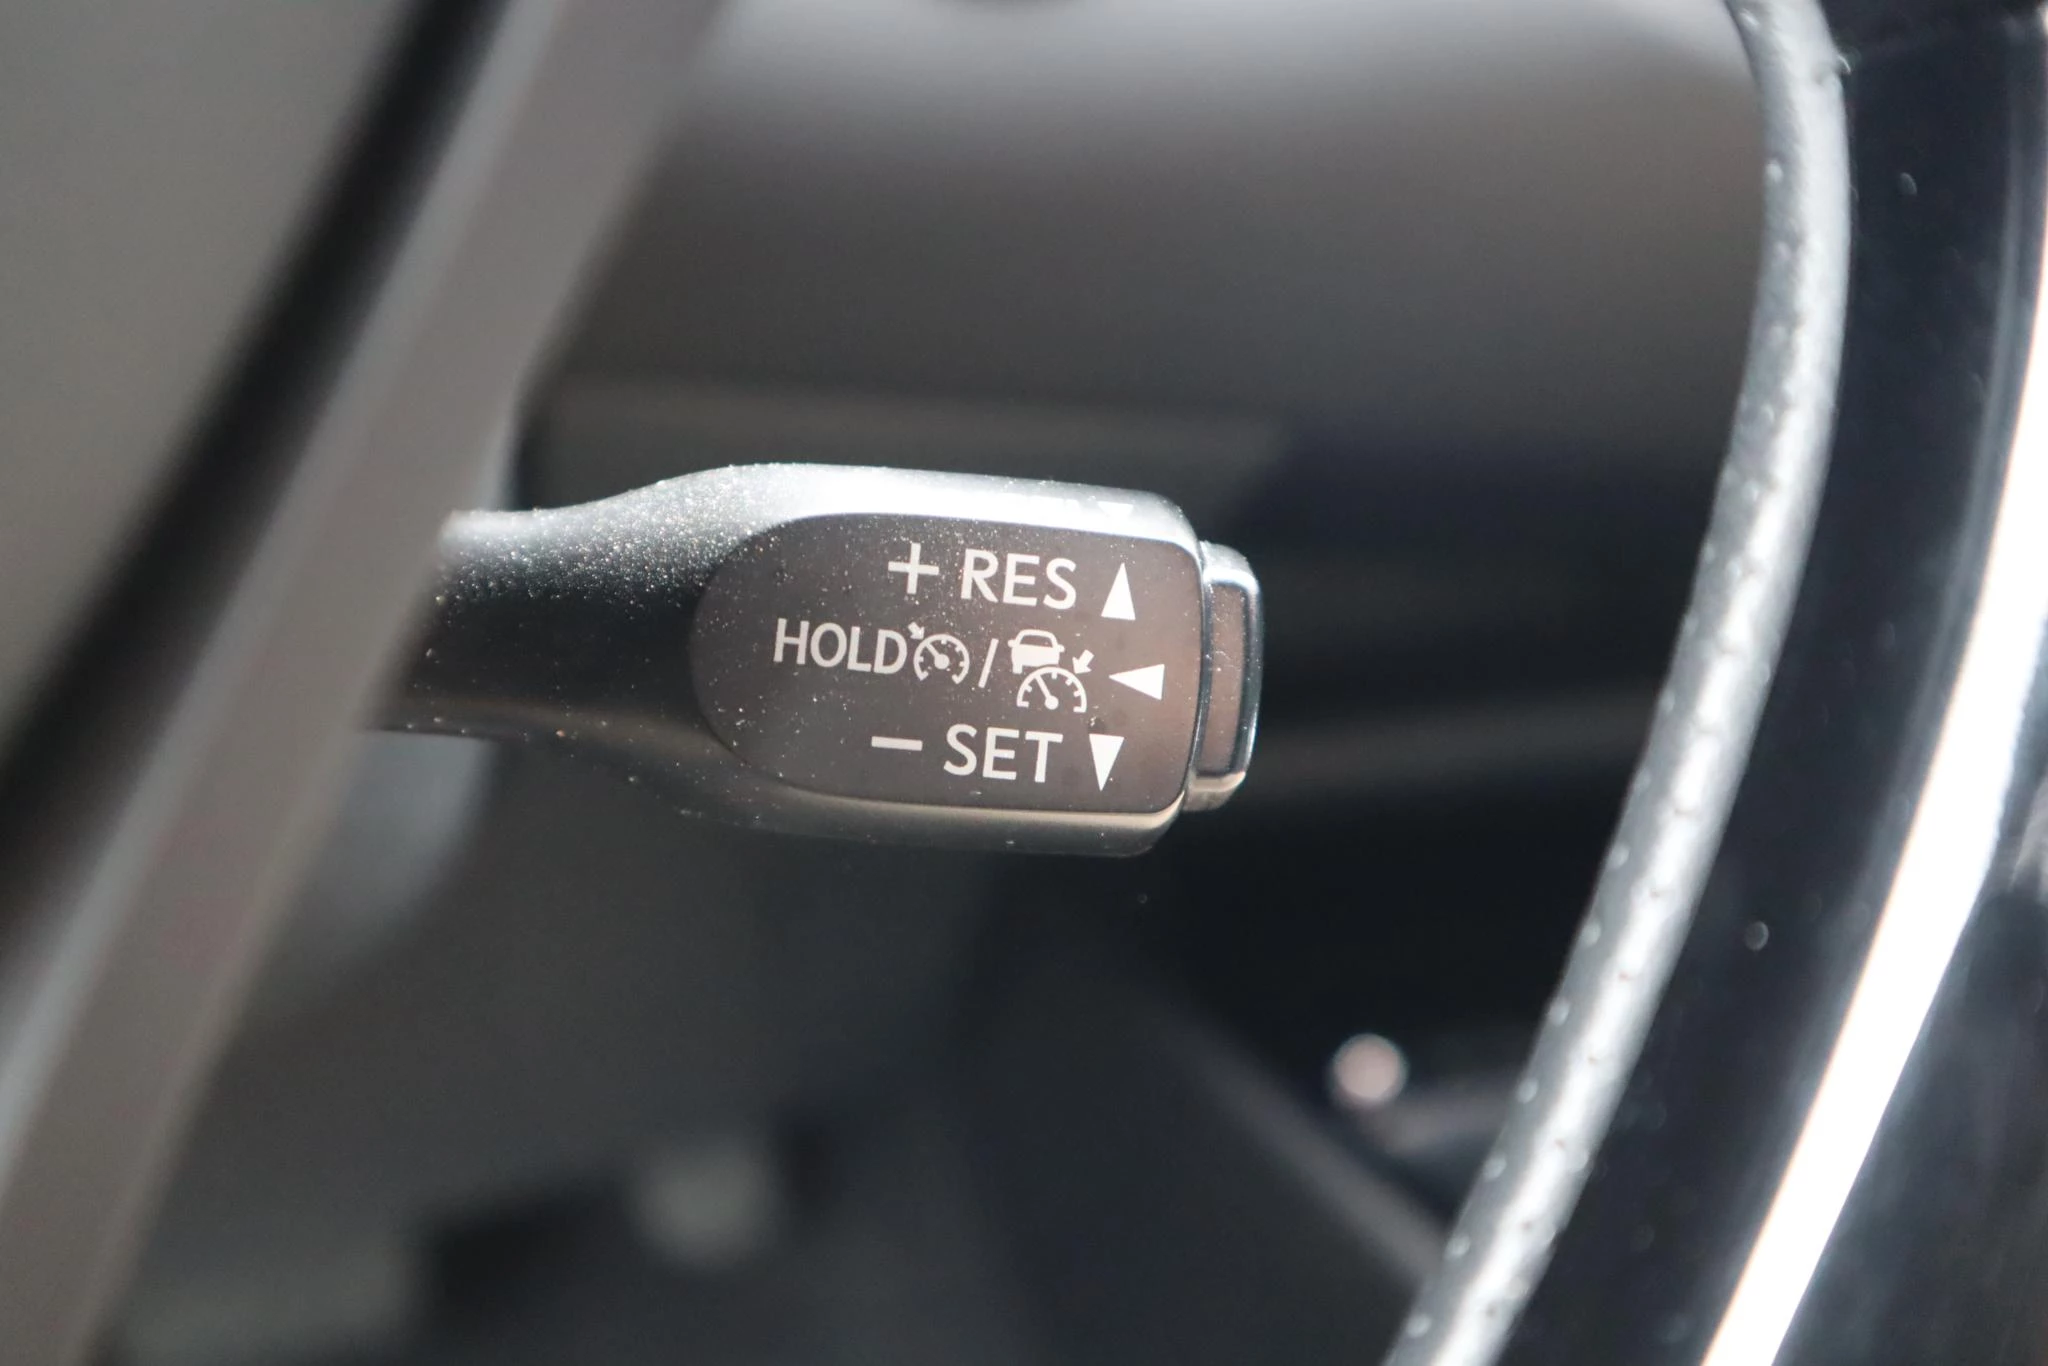 + RES ▲
HOLD / ◀
− SET ▼